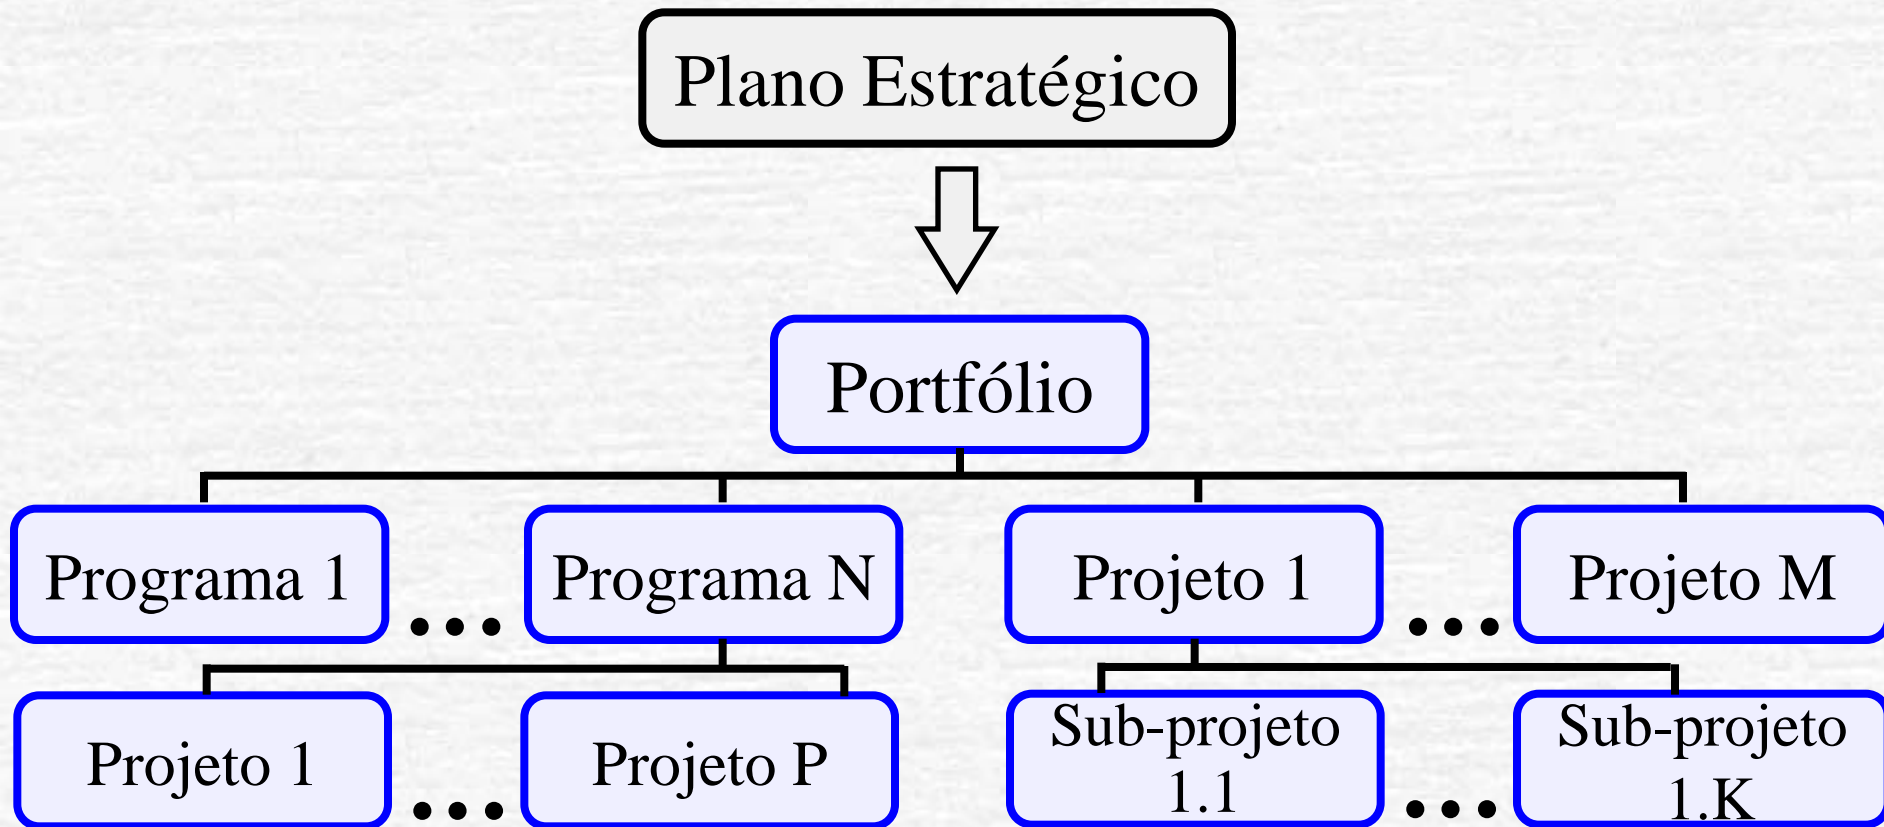 Plano Estratégico
Portfólio
Programa 1
Programa N
Projeto 1
Projeto M
Projeto 1
Projeto P
Sub-projeto
1.1
Sub-projeto
1.K